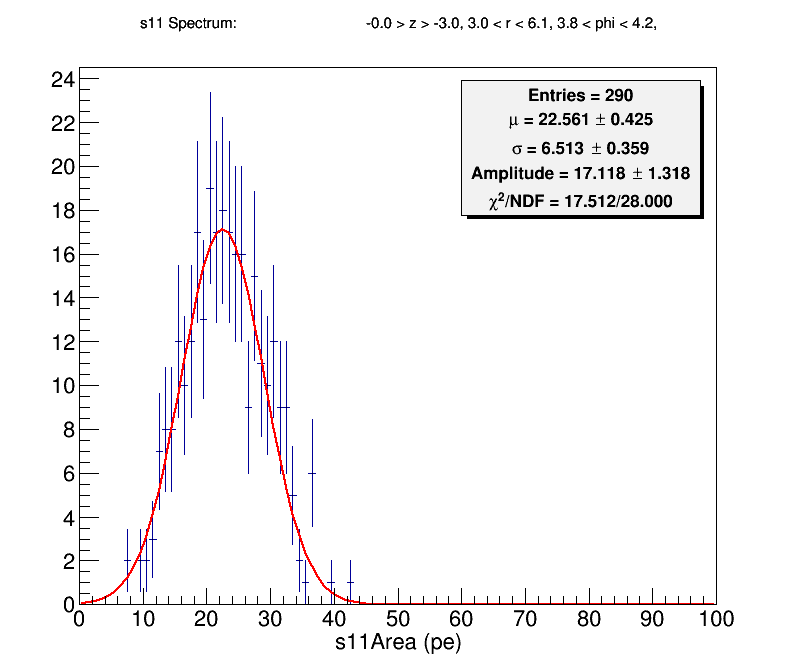 s11 Spectrum: -0.0 > z > -3.0, 3.0 < r < 6.1, 3.8 < phi < 4.2,
Entries = 290
μ = 22.561 ± 0.425
σ = 6.513 ± 0.359
Amplitude = 17.118 ± 1.318
χ²/NDF = 17.512/28.000
24
22
20
18
16
14
12
10
8
6
4
2
0
0 10 20 30 40 50 60 70 80 90 100
s11Area (pe)